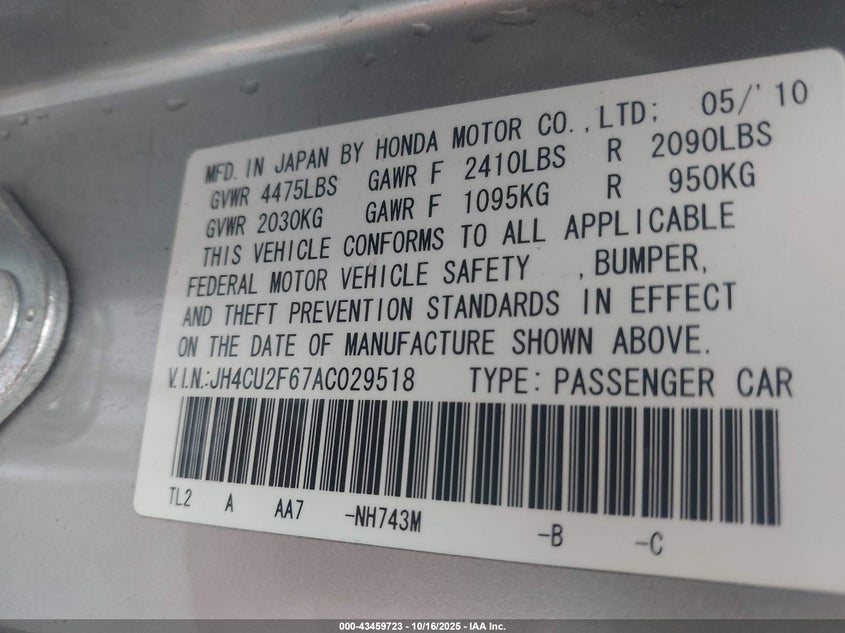 MFD. IN JAPAN BY HONDA MOTOR CO.,LTD; 05/'10
GVWR 4475LBS GAWR F 2410LBS R 2090LBS
GVWR 2030KG GAWR F 1095KG R 950KG
THIS VEHICLE CONFORMS TO ALL APPLICABLE
FEDERAL MOTOR VEHICLE SAFETY , BUMPER,
AND THEFT PREVENTION STANDARDS IN EFFECT
ON THE DATE OF MANUFACTURE SHOWN ABOVE.
V.I.N.:JH4CU2F67AC029518 TYPE: PASSENGER CAR
TL2 A AA7 -NH743M -B -C
000-43459723 - 10/16/2025 - IAA Inc.